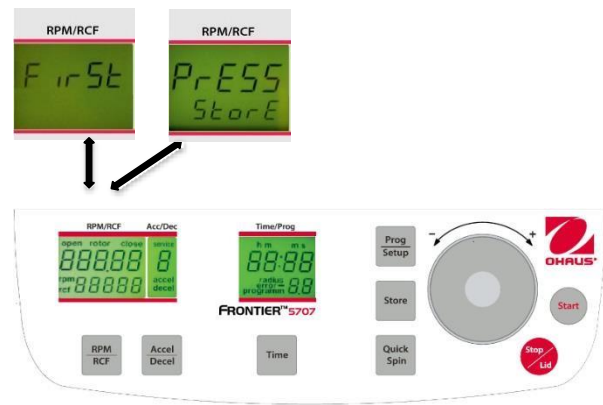 RPM/RCF
FirSt
RPM/RCF
PrESS
StorE
RPM/RCF Acc/Dec
open rotor close service
888.88 8
rpm
rcf 88888
accel
decel
Time/Prog
h m m s
88:88
radius
error
programm 88
FRONTIER™ 5707
RPM
RCF
Accel
Decel
Time
Prog
Setup
Store
Quick
Spin
- +
OHAUS®
Start
Stop
Lid